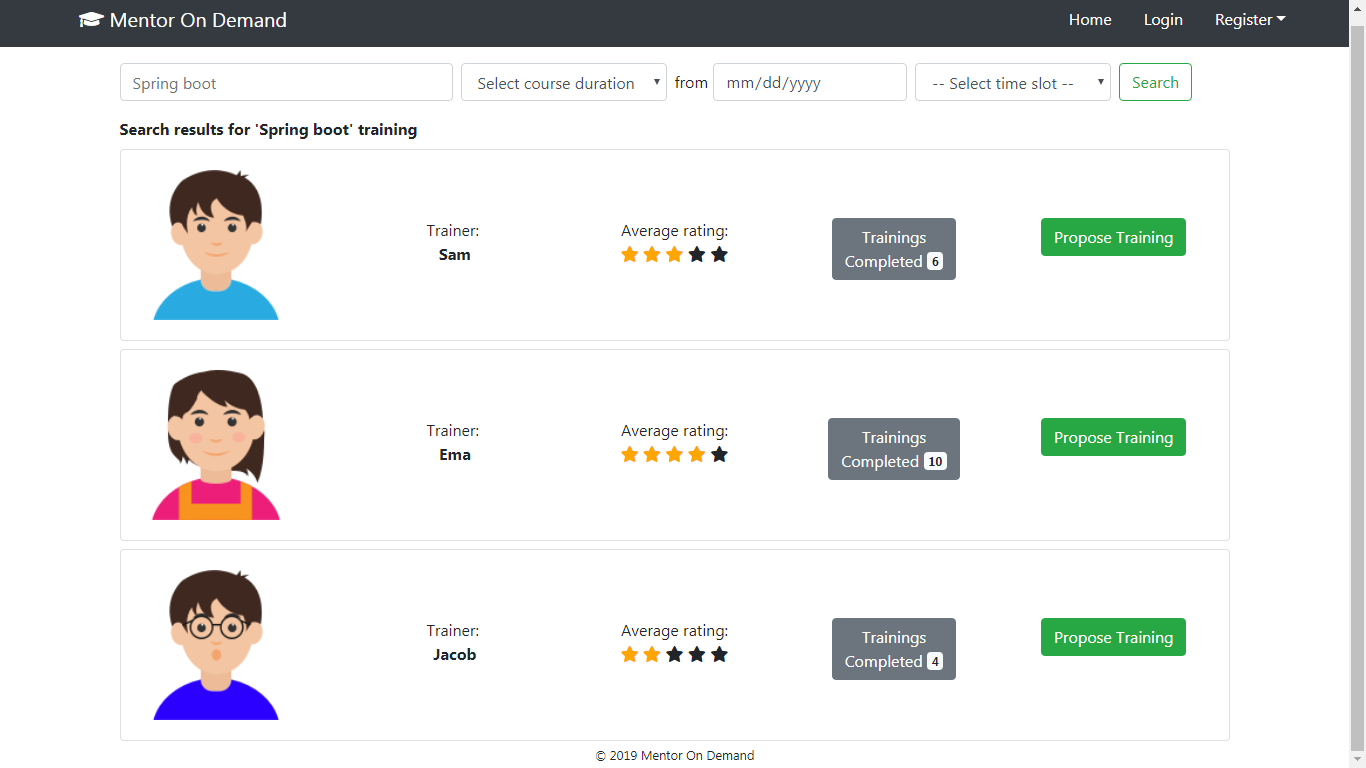 Mentor On Demand Home Login Register
Spring boot Select course duration from mm/dd/yyyy -- Select time slot -- Search
Search results for 'Spring boot' training
Trainer: Average rating: Trainings Propose Training
Sam Completed 6
Trainer: Average rating: Trainings Propose Training
Ema Completed 10
Trainer: Average rating: Trainings Propose Training
Jacob Completed 4
© 2019 Mentor On Demand